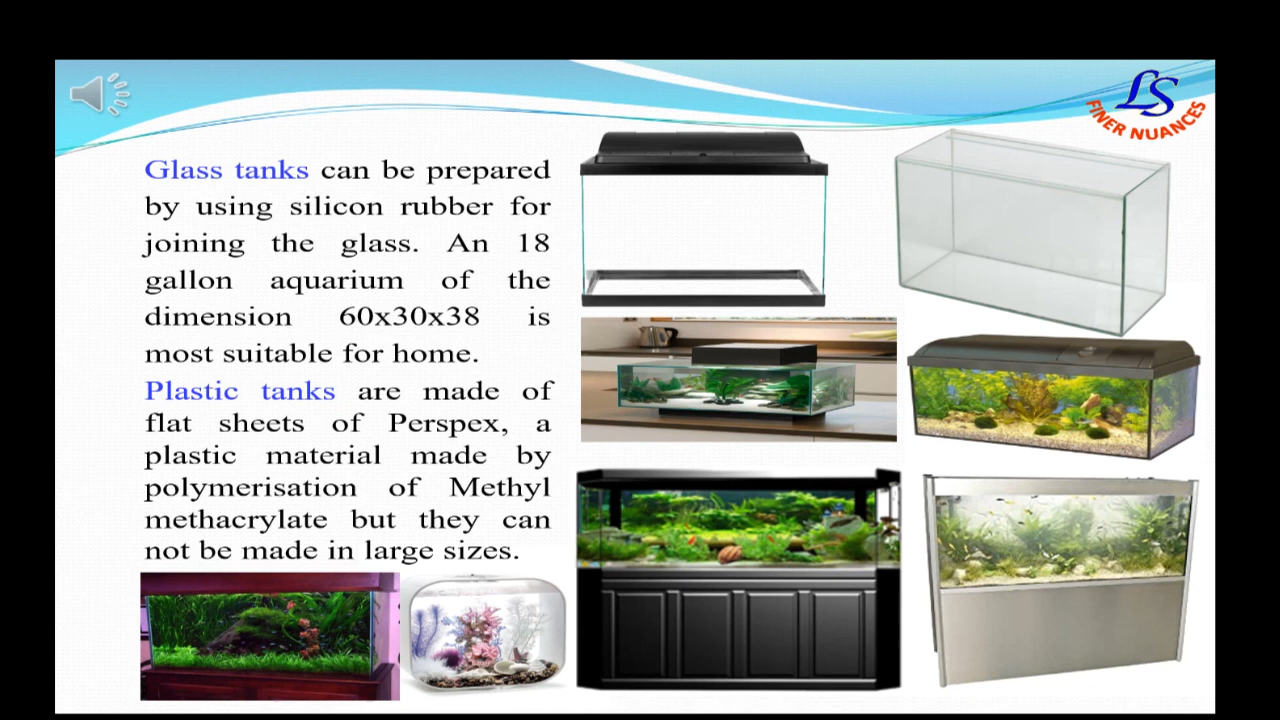 LS
FINER NUANCES
Glass tanks can be prepared
by using silicon rubber for
joining the glass. An 18
gallon aquarium of the
dimension 60x30x38 is
most suitable for home.
Plastic tanks are made of
flat sheets of Perspex, a
plastic material made by
polymerisation of Methyl
methacrylate but they can
not be made in large sizes.